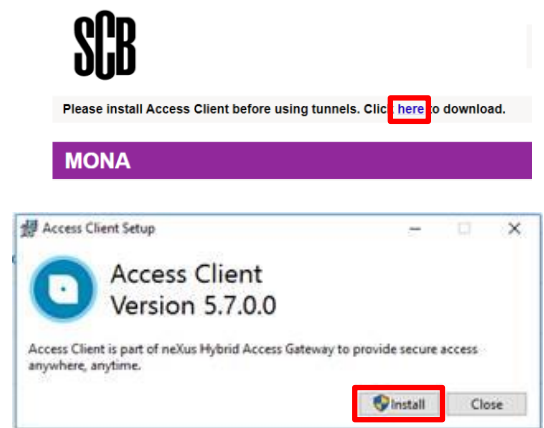 SCB
Please install Access Client before using tunnels. Click here to download.
MONA
Access Client Setup
Access Client
Version 5.7.0.0
Access Client is part of neXus Hybrid Access Gateway to provide secure access
anywhere, anytime.
Install
Close